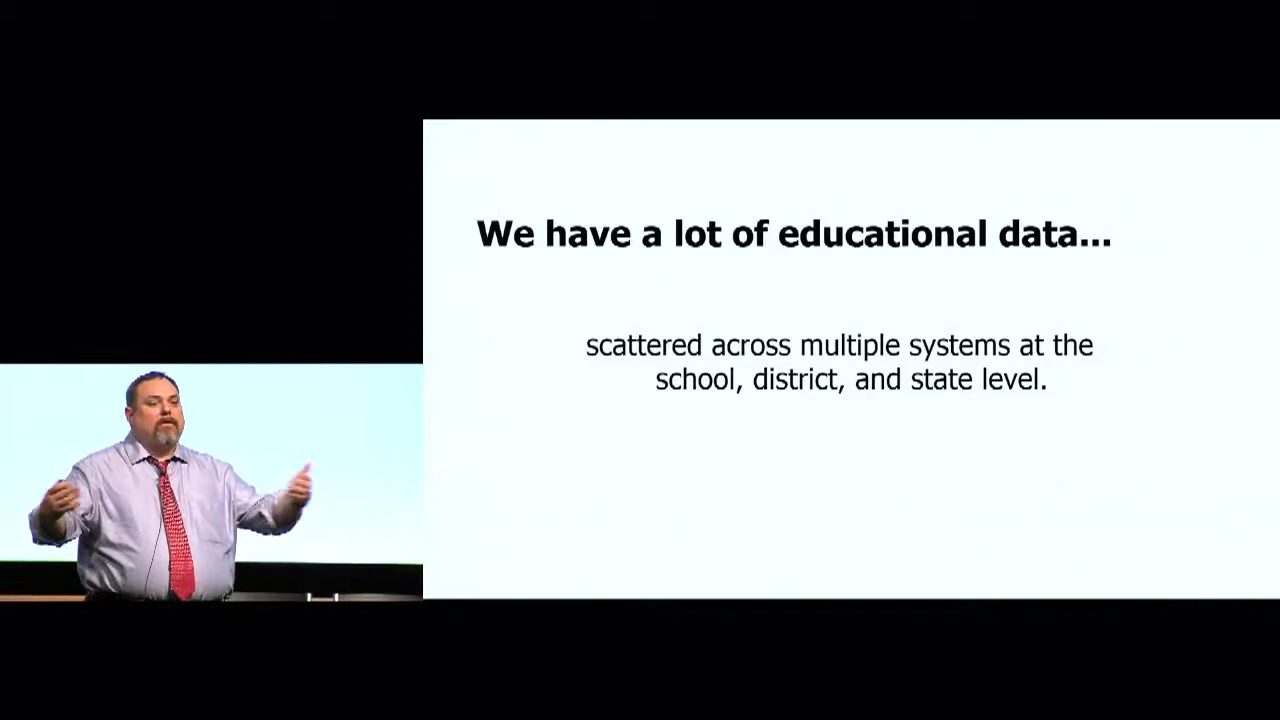 We have a lot of educational data...
scattered across multiple systems at the
school, district, and state level.